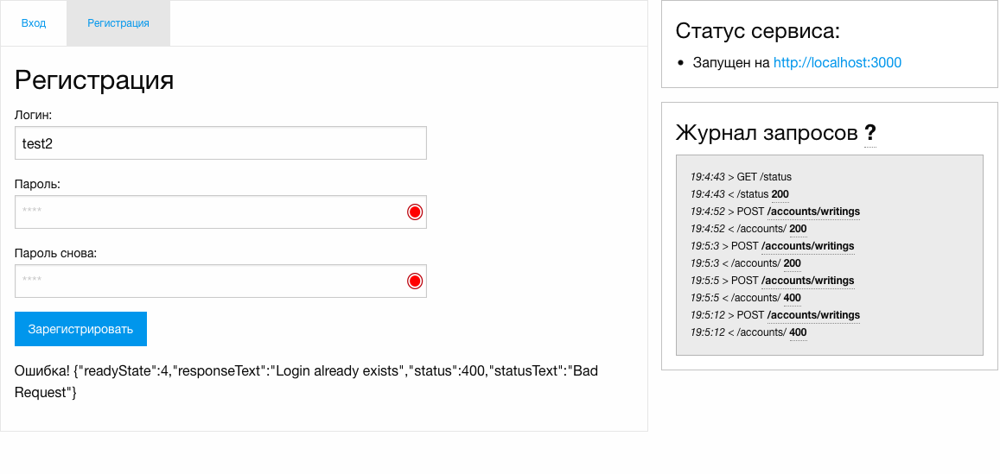 Вход
Регистрация
Регистрация
Логин:
test2
Пароль:
****
Пароль снова:
****
Зарегистрировать
Ошибка! {"readyState":4,"responseText":"Login already exists","status":400,"statusText":"Bad
Request"}
Статус сервиса:
Запущен на http://localhost:3000
Журнал запросов ?
19:4:43 > GET /status
19:4:43 < /status 200
19:4:52 > POST /accounts/writings
19:4:52 < /accounts/ 200
19:5:3 > POST /accounts/writings
19:5:3 < /accounts/ 200
19:5:5 > POST /accounts/writings
19:5:5 < /accounts/ 400
19:5:12 > POST /accounts/writings
19:5:12 < /accounts/ 400